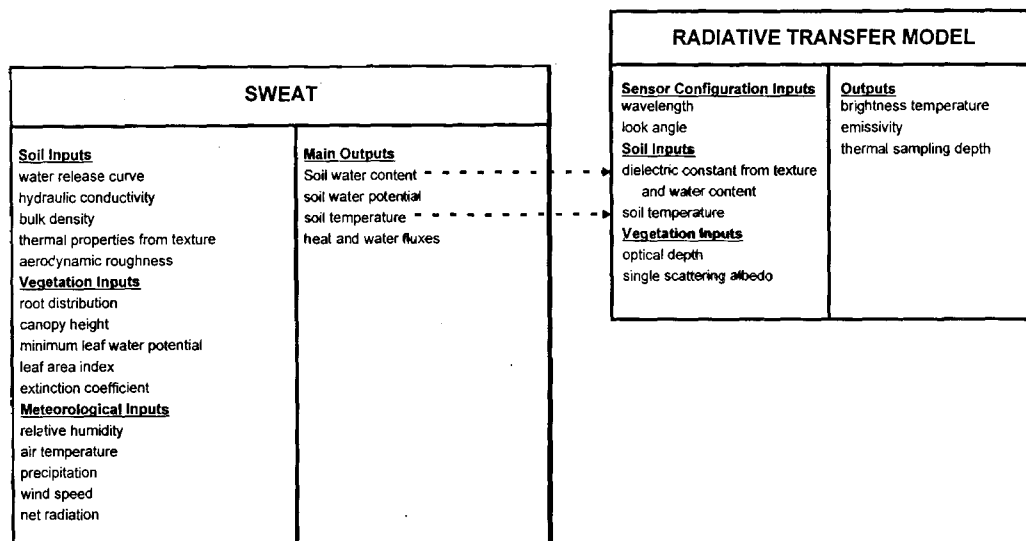 SWEAT
Soil Inputs
water release curve
hydraulic conductivity
bulk density
thermal properties from texture
aerodynamic roughness
Vegetation Inputs
root distribution
canopy height
minimum leaf water potential
leaf area index
extinction coefficient
Meteorological Inputs
relative humidity
air temperature
precipitation
wind speed
net radiation
Main Outputs
Soil water content
soil water potential
soil temperature
heat and water fluxes
RADIATIVE TRANSFER MODEL
Sensor Configuration Inputs
wavelength
look angle
Soil Inputs
dielectric constant from texture
and water content
soil temperature
Vegetation Inputs
optical depth
single scattering albedo
Outputs
brightness temperature
emissivity
thermal sampling depth